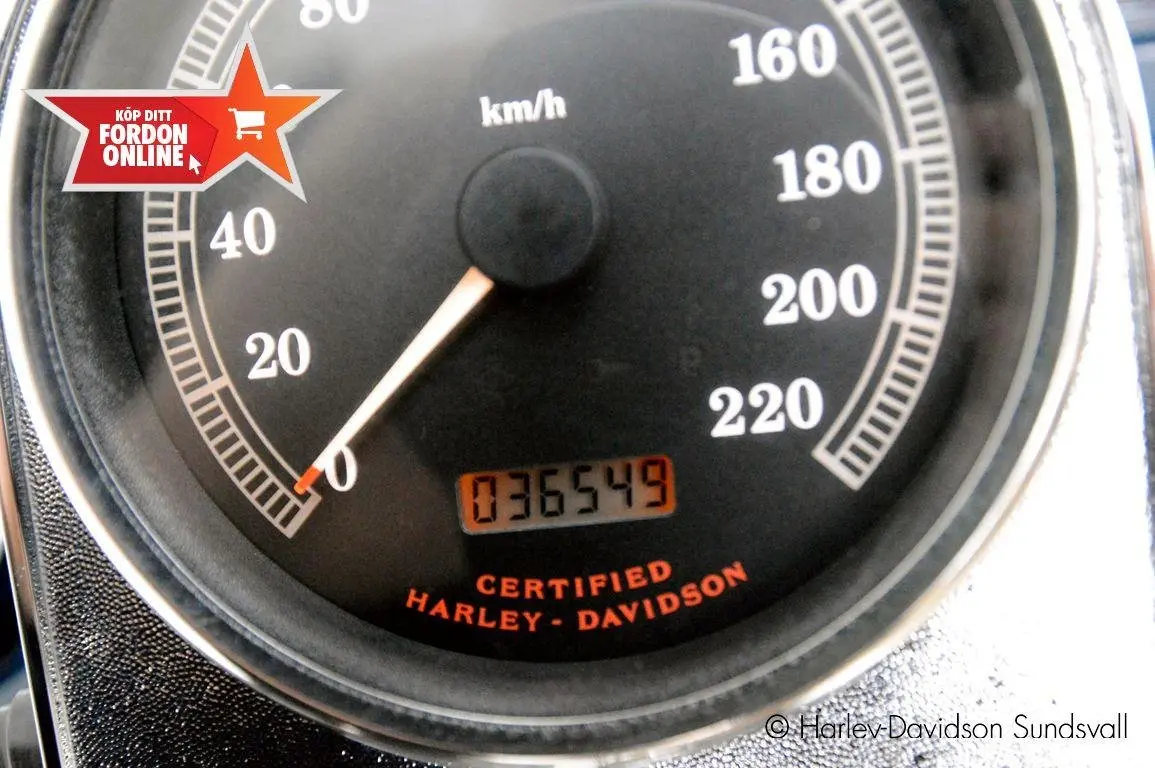 80
160
km/h
KÖP DITT
FORDON
ONLINE
180
40
200
20
220
0
036549
CERTIFIED
HARLEY-DAVIDSON
© Harley-Davidson Sundsvall